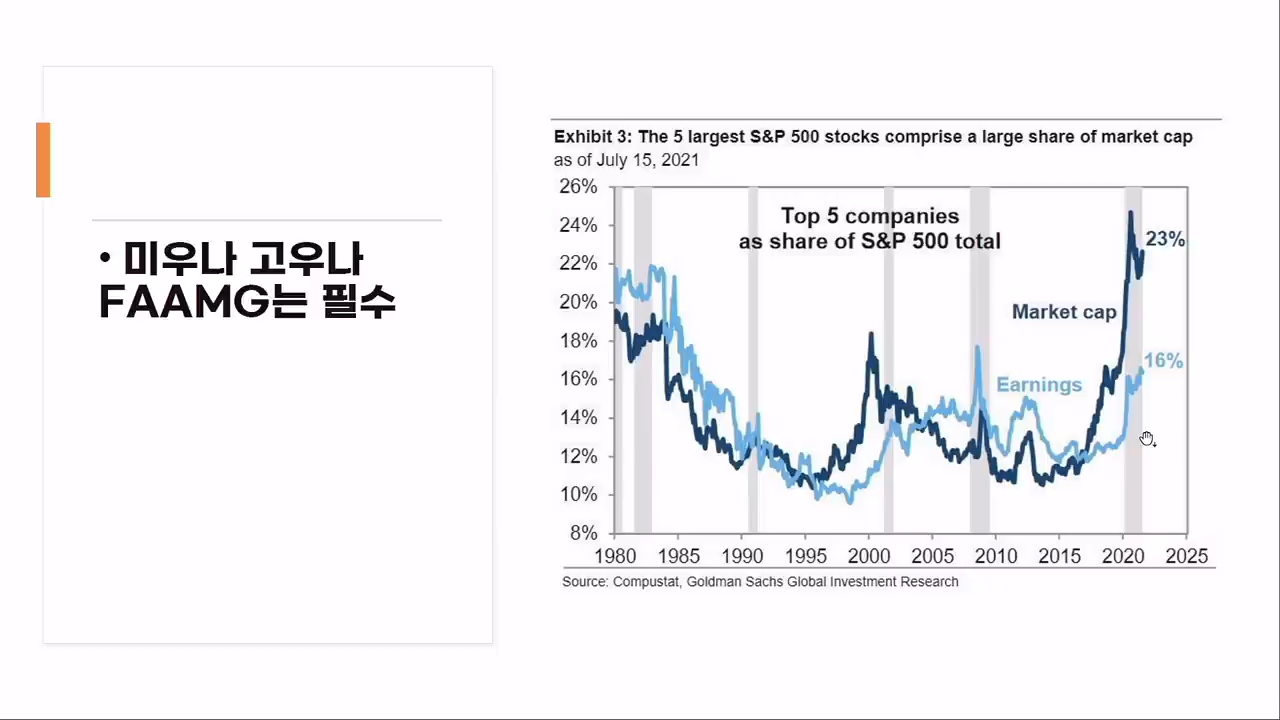 • 미우나 고우나
FAAMG는 필수
Exhibit 3: The 5 largest S&P 500 stocks comprise a large share of market cap
as of July 15, 2021
26%
24%
22%
20%
18%
16%
14%
12%
10%
8%
Top 5 companies
as share of S&P 500 total
23%
Market cap
16%
Earnings
1980 1985 1990 1995 2000 2005 2010 2015 2020 2025
Source: Compustat, Goldman Sachs Global Investment Research